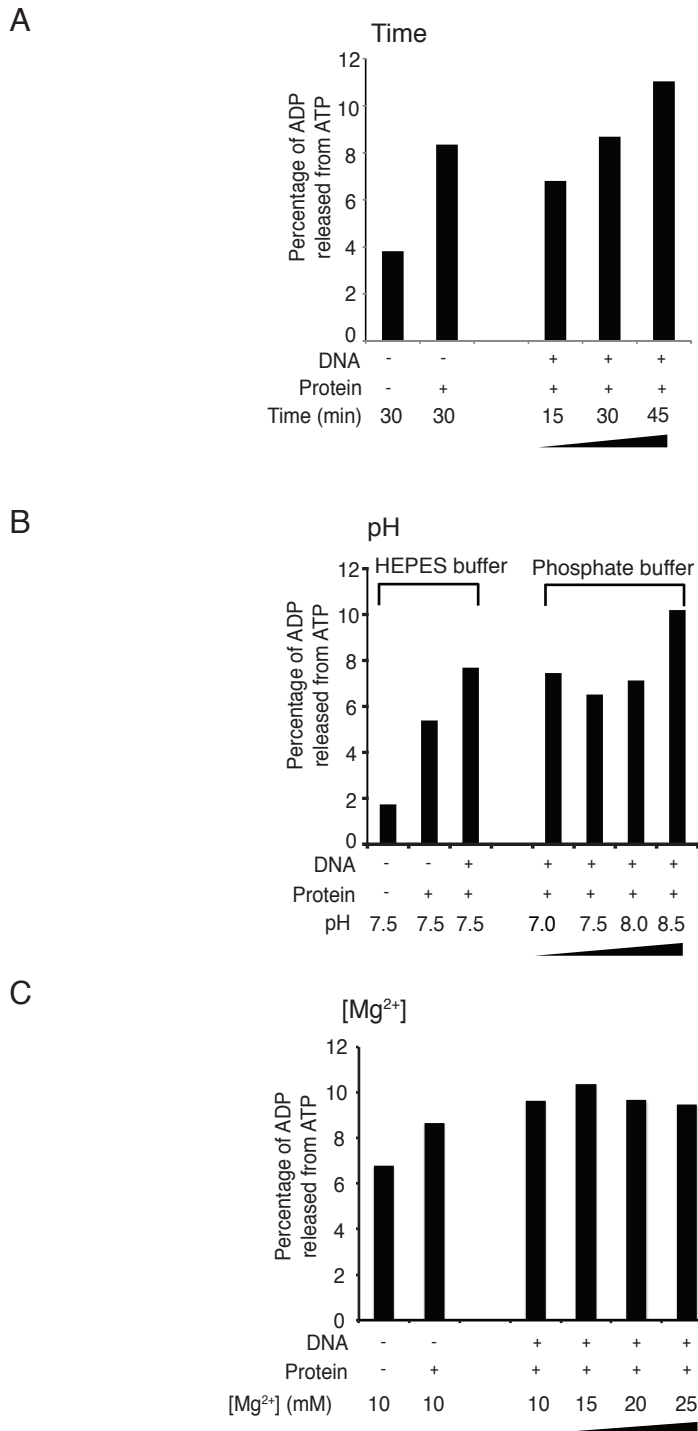 A
Time
Percentage of ADP
released from ATP
12
10
8
6
4
2
0
DNA - - + + +
Protein - + + + +
Time (min) 30 30 15 30 45
B
pH
HEPES buffer Phosphate buffer
Percentage of ADP
released from ATP
12
10
8
6
4
2
0
DNA - - + + + + +
Protein - + + + + + +
pH 7.5 7.5 7.5 7.0 7.5 8.0 8.5
C
[Mg²⁺]
Percentage of ADP
released from ATP
12
10
8
6
4
2
0
DNA - - + + + +
Protein - + + + + +
[Mg²⁺] (mM) 10 10 10 15 20 25